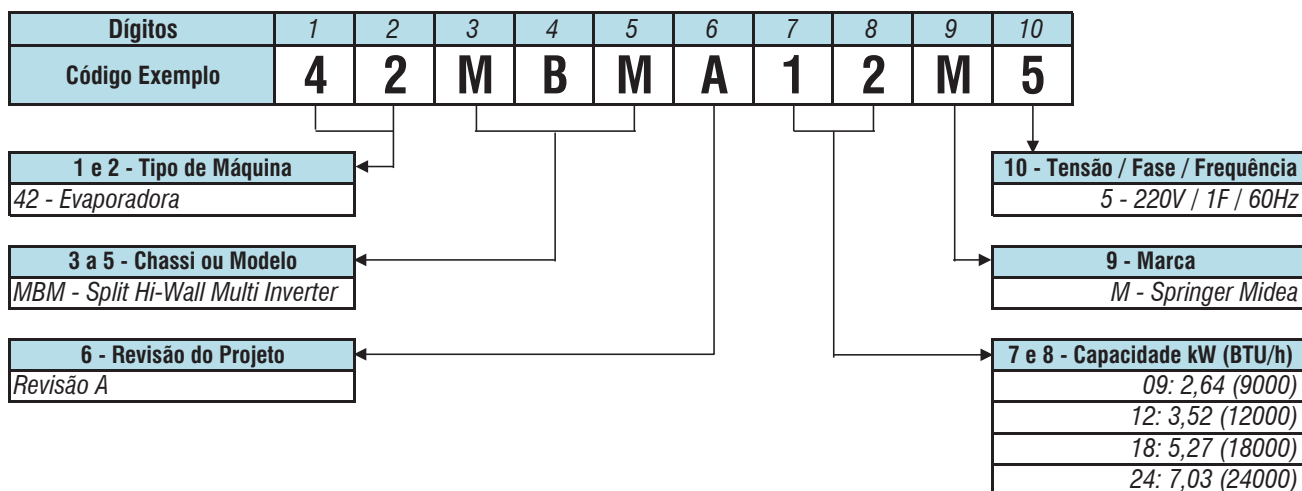 Dígitos 1 2 3 4 5 6 7 8 9 10
Código Exemplo 4 2 M B M A 1 2 M 5
1 e 2 - Tipo de Máquina
42 - Evaporadora
10 - Tensão / Fase / Frequência
5 - 220V / 1F / 60Hz
3 a 5 - Chassi ou Modelo
MBM - Split Hi-Wall Multi Inverter
9 - Marca
M - Springer Midea
6 - Revisão do Projeto
Revisão A
7 e 8 - Capacidade kW (BTU/h)
09: 2,64 (9000)
12: 3,52 (12000)
18: 5,27 (18000)
24: 7,03 (24000)